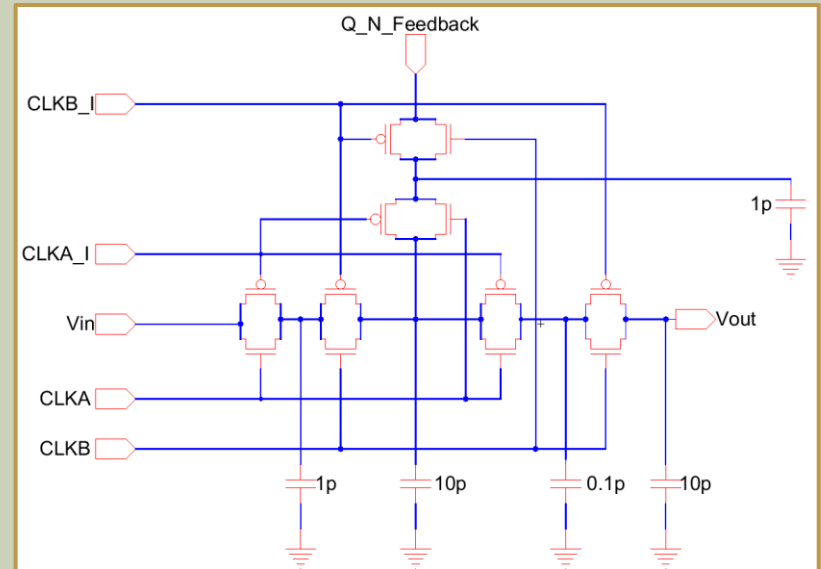 Q_N_Feedback
CLKB_I
1p
CLKA_I
Vin
Vout
CLKA
CLKB
1p
10p
0.1p
10p